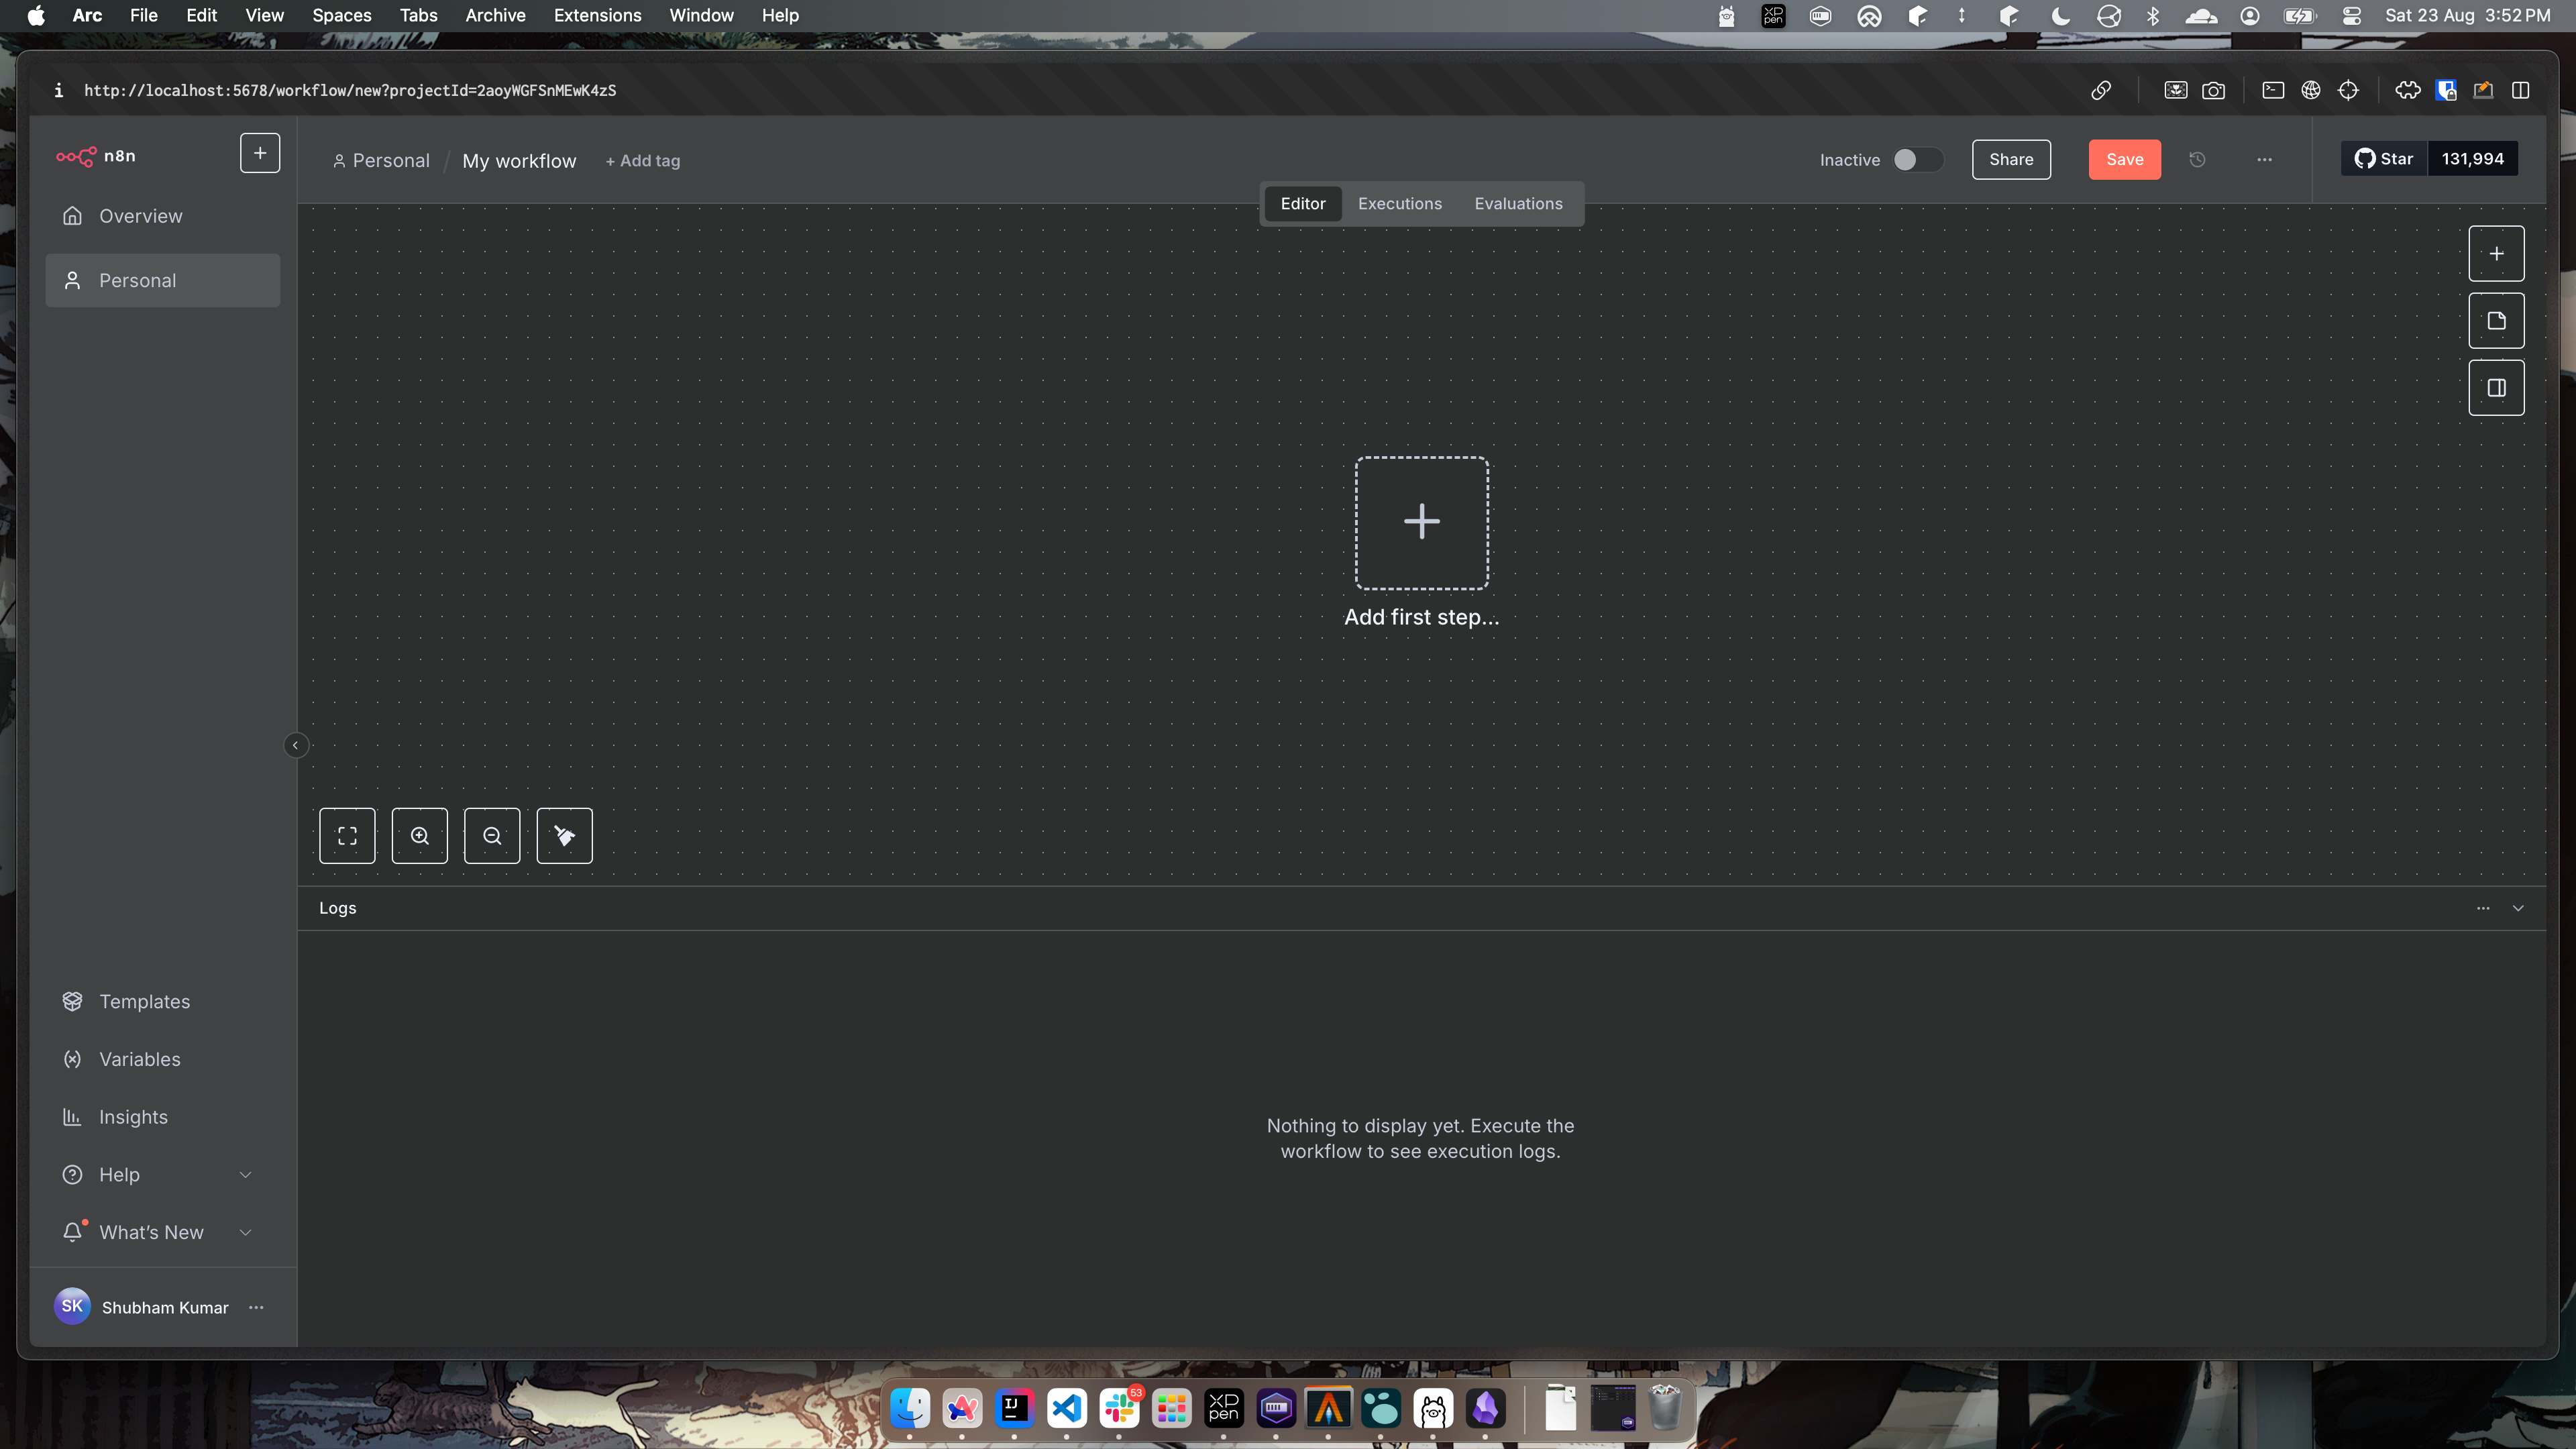 Arc File Edit View Spaces Tabs Archive Extensions Window Help
XP pen
Sat 23 Aug 3:52 PM
http://localhost:5678/workflow/new?projectId=2aoyWGFSnMEwK4zS
n8n
Personal / My workflow + Add tag
Inactive Share Save
Star 131,994
Editor Executions Evaluations
Overview
Personal
Add first step...
Logs
Nothing to display yet. Execute the
workflow to see execution logs.
Templates
Variables
Insights
Help
What's New
SK Shubham Kumar
IJ
53
XP
pen